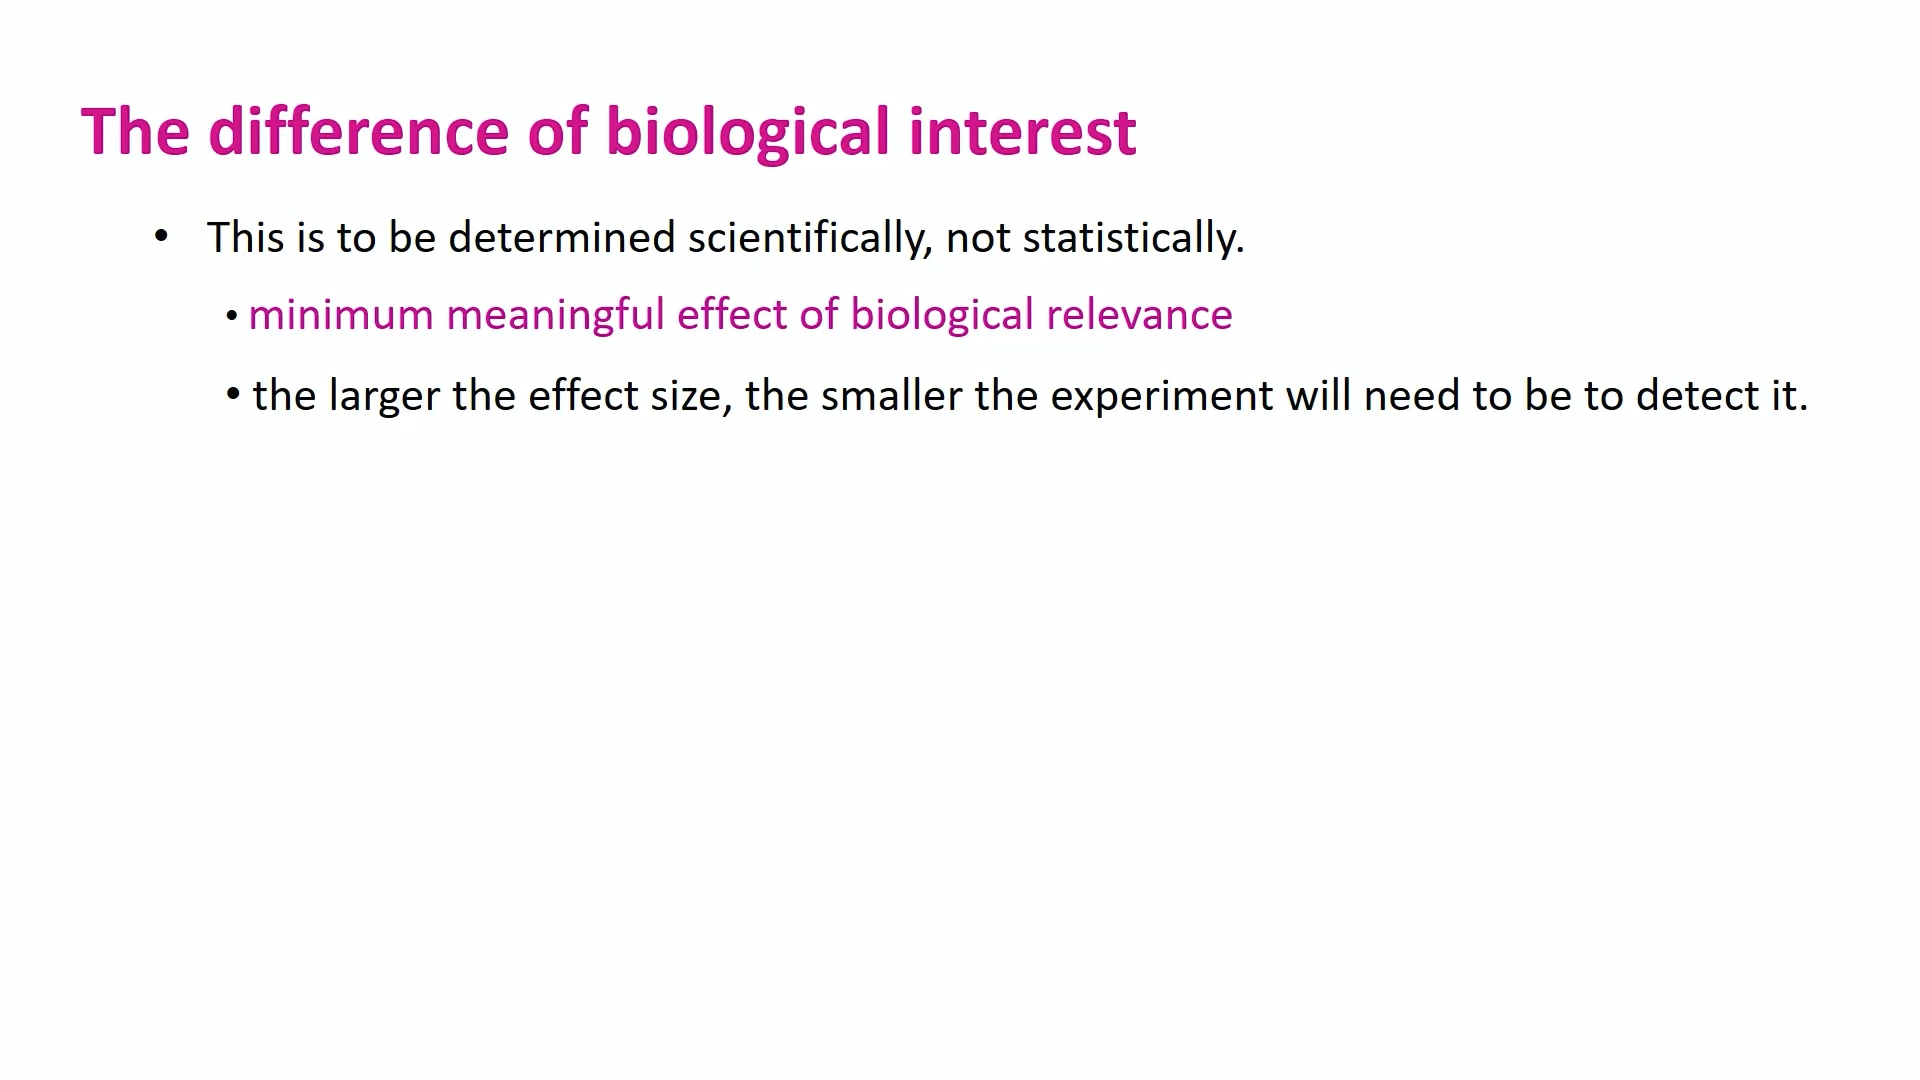 The difference of biological interest
• This is to be determined scientifically, not statistically.
• minimum meaningful effect of biological relevance
• the larger the effect size, the smaller the experiment will need to be to detect it.